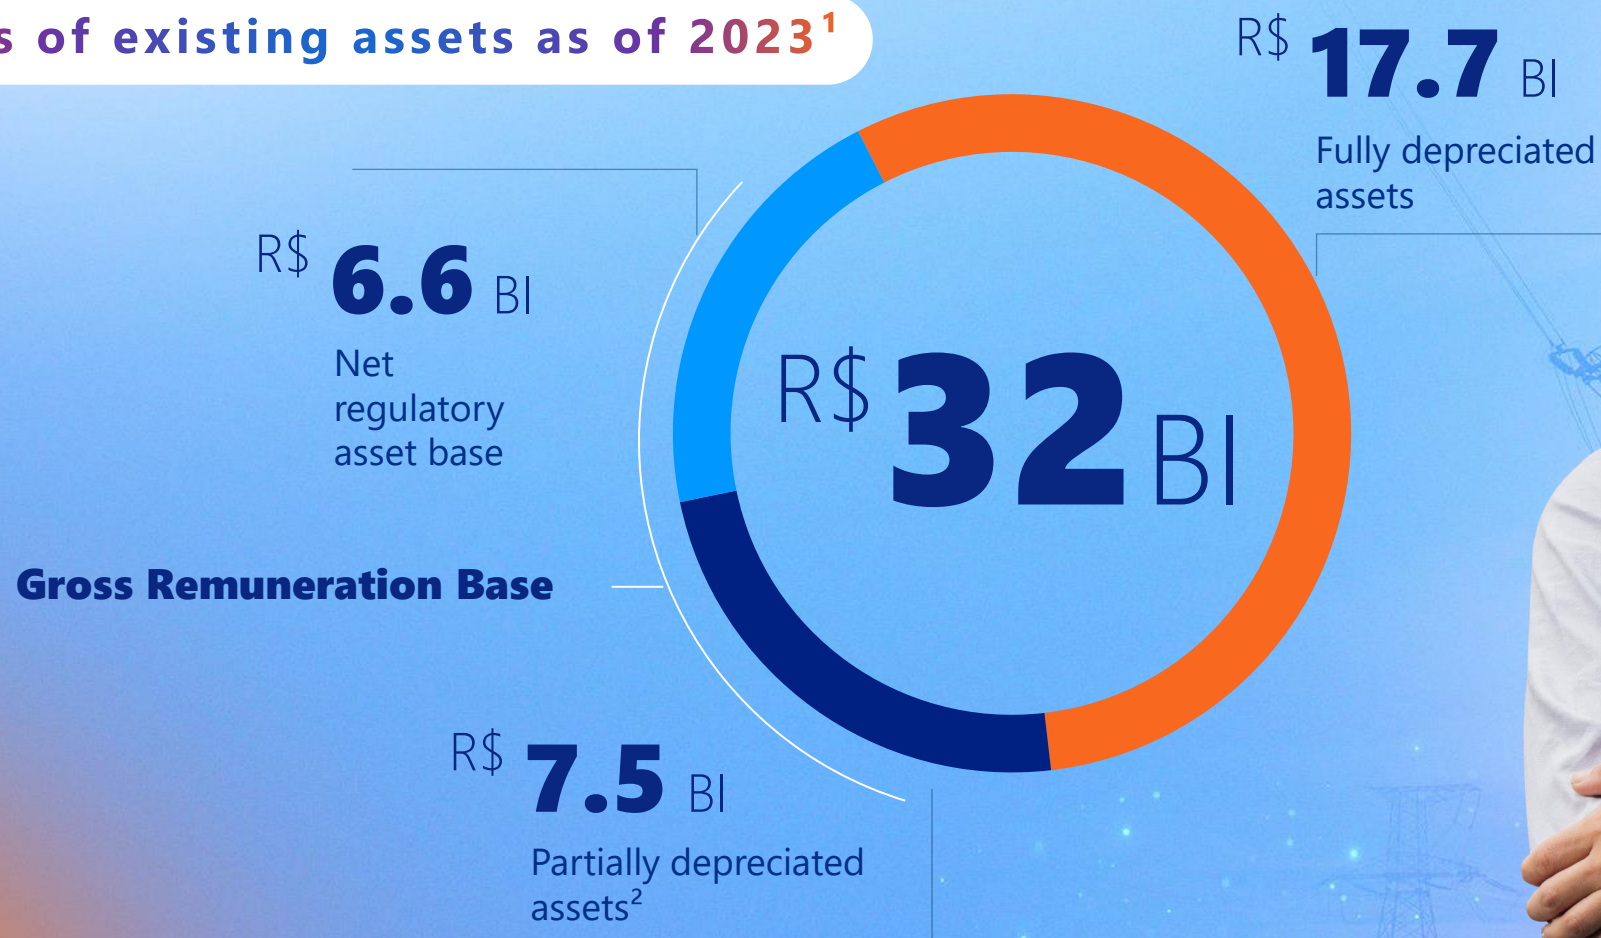 s of existing assets as of 2023¹
R$ 17.7 BI
Fully depreciated
assets
R$ 6.6 BI
Net
regulatory
asset base
R$ 32 BI
Gross Remuneration Base
R$ 7.5 BI
Partially depreciated
assets²